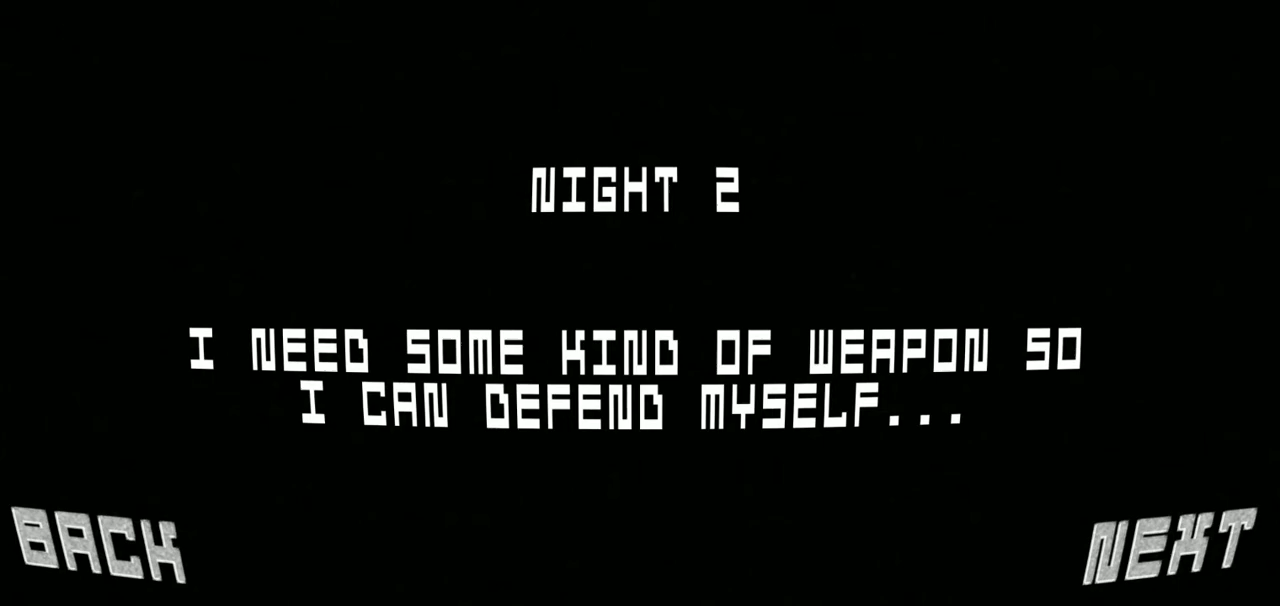 NIGHT 2
I NEED SOME KIND OF WEAPON SO
I CAN DEFEND MYSELF...
BACK
NEXT